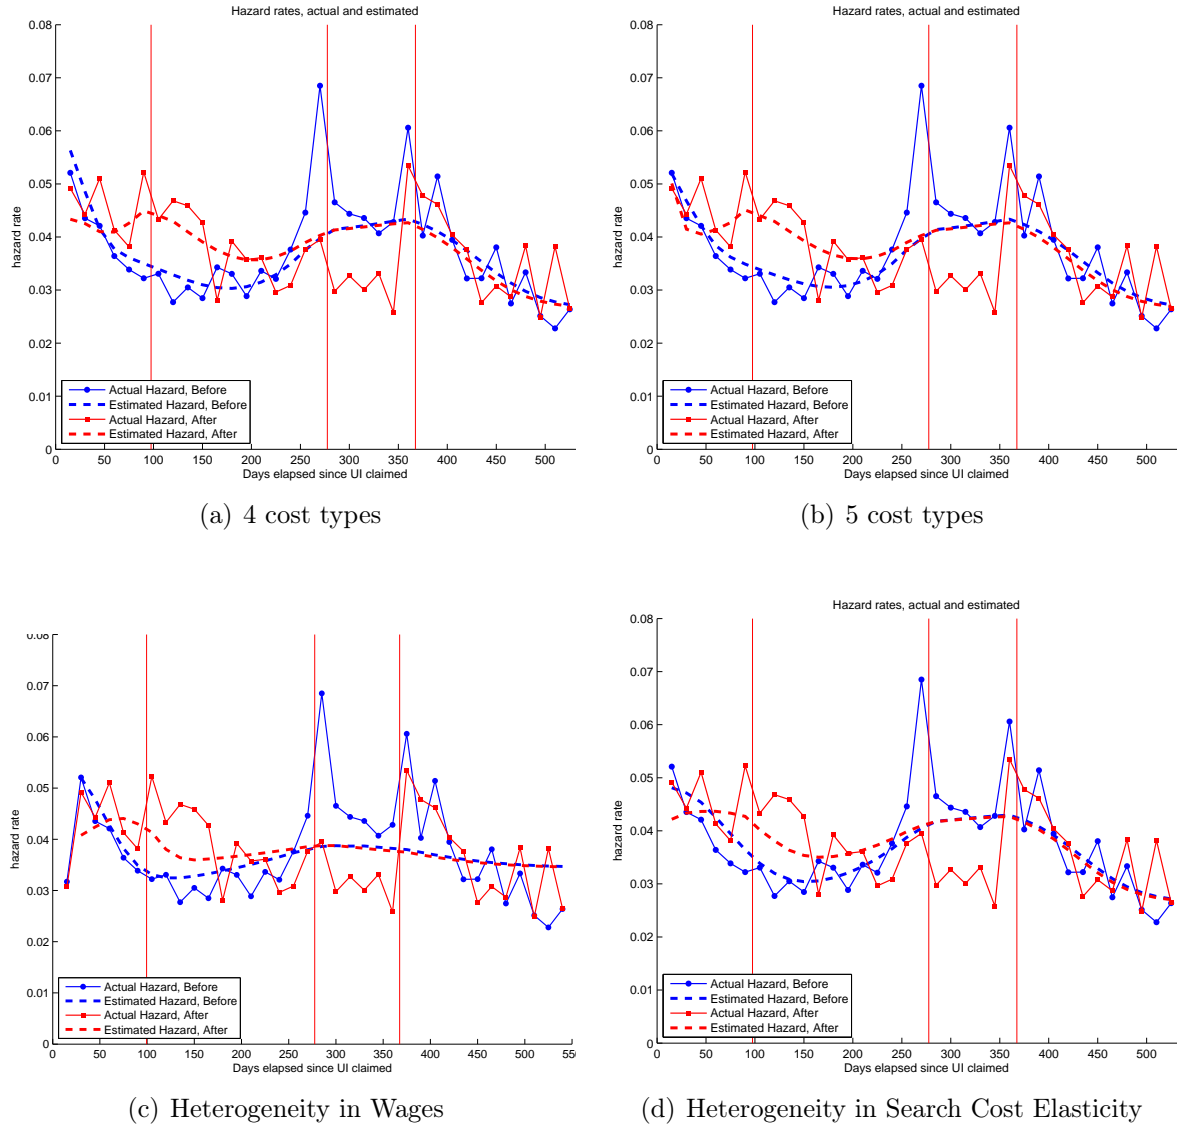 Hazard rates, actual and estimated
0.08
0.07
0.06
0.05
0.04
0.03
0.02
0.01
0
hazard rate
Actual Hazard, Before
Estimated Hazard, Before
Actual Hazard, After
Estimated Hazard, After
0 50 100 150 200 250 300 350 400 450 500
Days elapsed since UI claimed
(a) 4 cost types
Hazard rates, actual and estimated
0.08
0.07
0.06
0.05
0.04
0.03
0.02
0.01
0
hazard rate
Actual Hazard, Before
Estimated Hazard, Before
Actual Hazard, After
Estimated Hazard, After
0 50 100 150 200 250 300 350 400 450 500
Days elapsed since UI claimed
(b) 5 cost types
0.08
0.07
0.06
0.05
0.04
0.03
0.02
0.01
0
hazard rate
Actual Hazard, Before
Estimated Hazard, Before
Actual Hazard, After
Estimated Hazard, After
0 50 100 150 200 250 300 350 400 450 500 550
Days elapsed since UI claimed
(c) Heterogeneity in Wages
Hazard rates, actual and estimated
0.08
0.07
0.06
0.05
0.04
0.03
0.02
0.01
0
hazard rate
Actual Hazard, Before
Estimated Hazard, Before
Actual Hazard, After
Estimated Hazard, After
0 50 100 150 200 250 300 350 400 450 500
Days elapsed since UI claimed
(d) Heterogeneity in Search Cost Elasticity